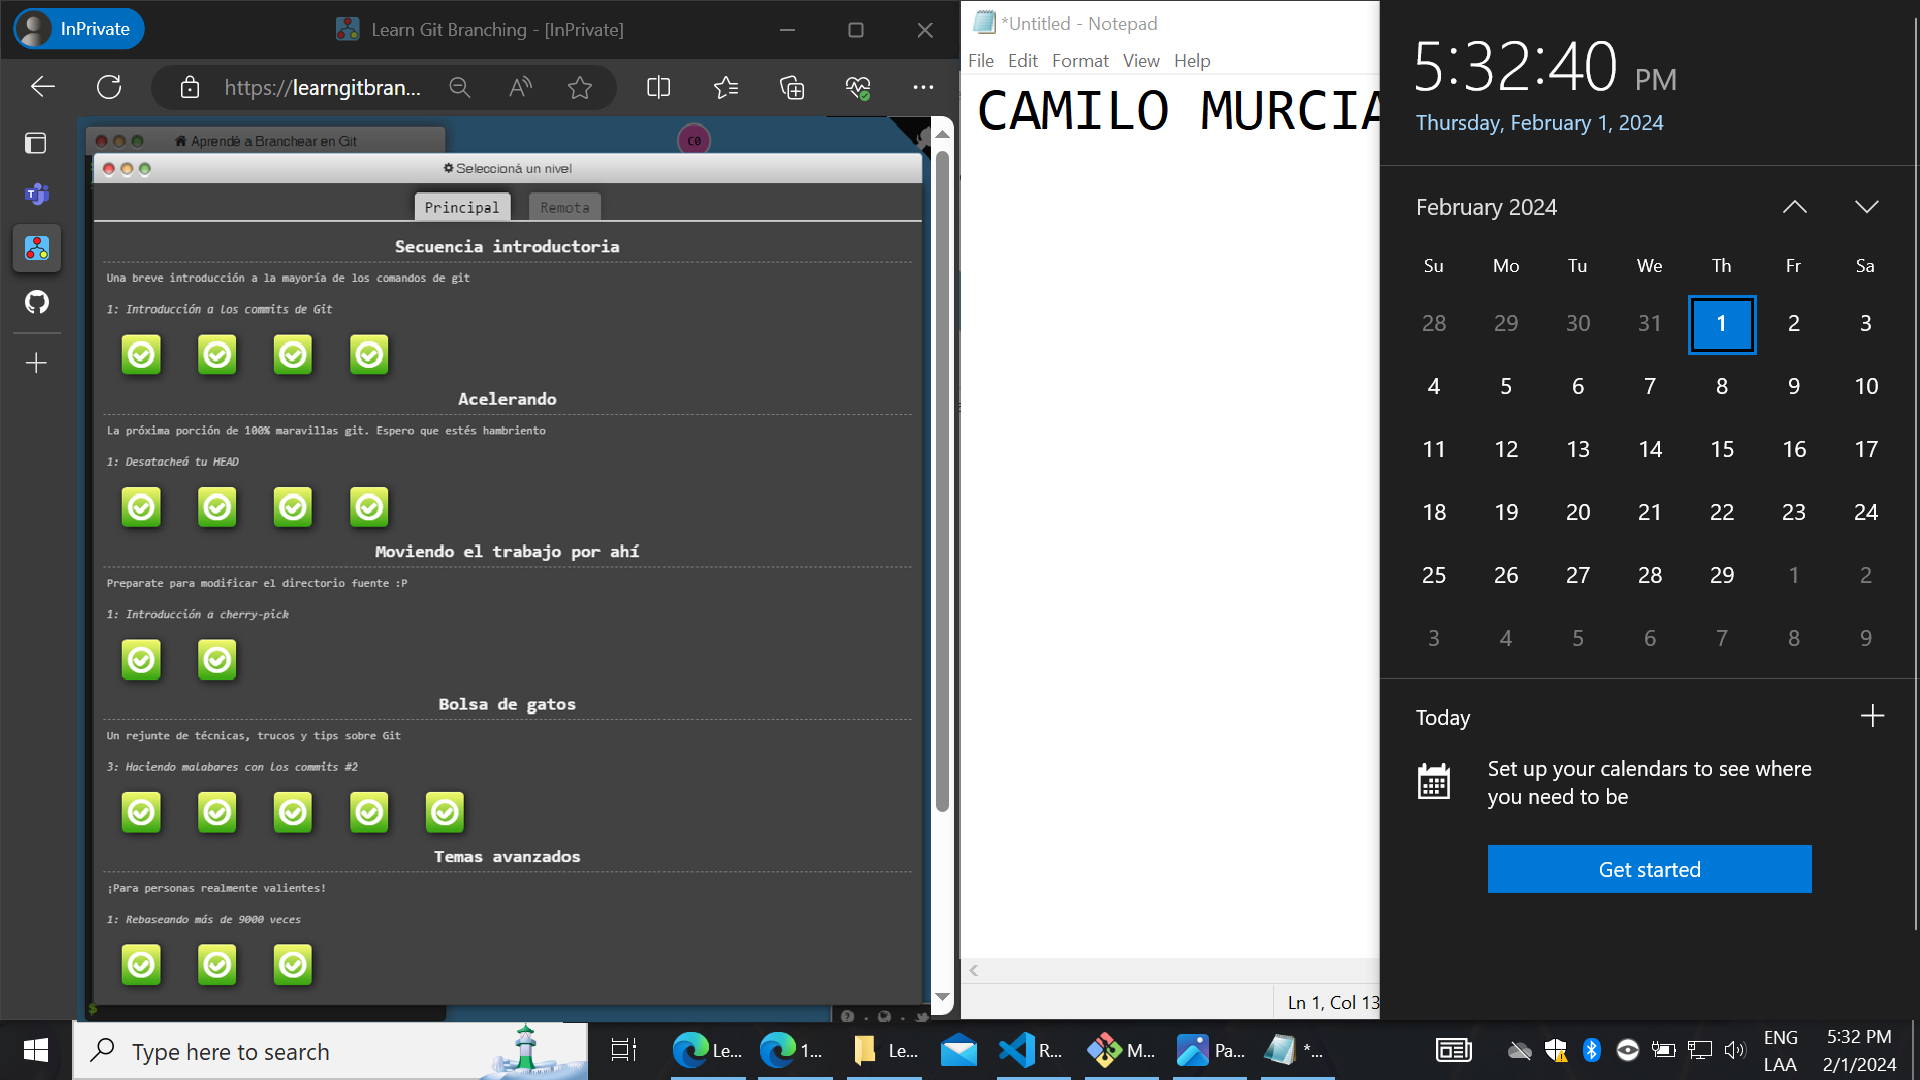 InPrivate
Learn Git Branching - [InPrivate]
https://learngitbran...
Aprendé a Branchear en Git
C0
Seleccioná un nivel
Principal
Remota
Secuencia introductoria
Una breve introducción a la mayoría de los comandos de git
1: Introducción a los commits de Git
Acelerando
La próxima porción de 100% maravillas git. Espero que estés hambriento
1: Desatacheá tu HEAD
Moviendo el trabajo por ahí
Preparate para modificar el directorio fuente :P
1: Introducción a cherry-pick
Bolsa de gatos
Un rejunte de técnicas, trucos y tips sobre Git
3: Haciendo malabares con los commits #2
Temas avanzados
¡Para personas realmente valientes!
1: Rebaseando más de 9000 veces
$
*Untitled - Notepad
File Edit Format View Help
CAMILO MURCIA
Ln 1, Col 13
5:32:40 PM
Thursday, February 1, 2024
February 2024
Su Mo Tu We Th Fr Sa
28 29 30 31 1 2 3
4 5 6 7 8 9 10
11 12 13 14 15 16 17
18 19 20 21 22 23 24
25 26 27 28 29 1 2
3 4 5 6 7 8 9
Today
Set up your calendars to see where
you need to be
Get started
Type here to search
Le...
1...
Le...
R...
M...
Pa...
*...
ENG
LAA
5:32 PM
2/1/2024